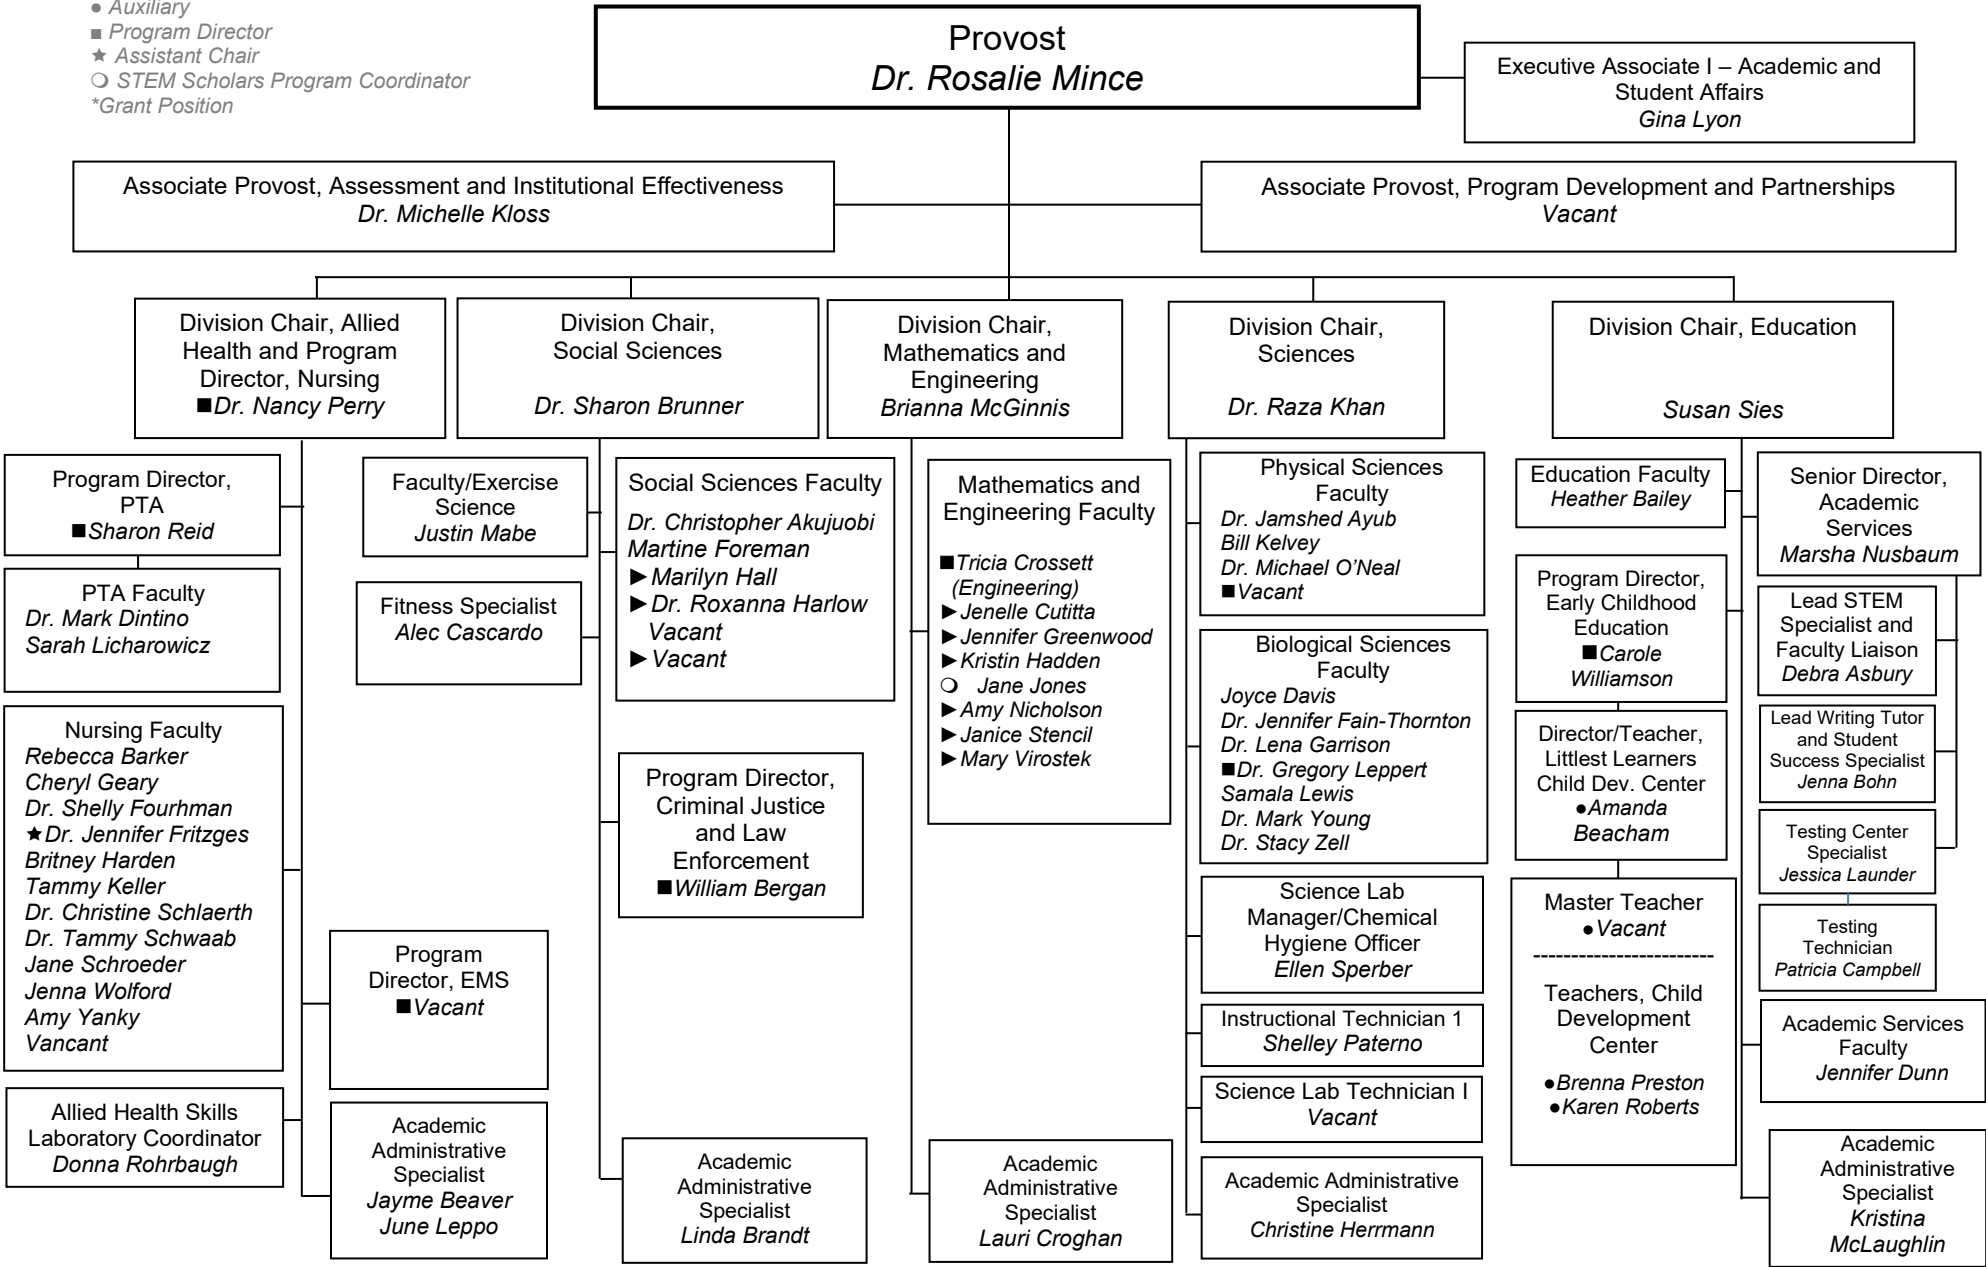 ● Auxiliary
■ Program Director
★ Assistant Chair
❍ STEM Scholars Program Coordinator
*Grant Position
Provost
Dr. Rosalie Mince
Executive Associate I – Academic and
Student Affairs
Gina Lyon
Associate Provost, Assessment and Institutional Effectiveness
Dr. Michelle Kloss
Associate Provost, Program Development and Partnerships
Vacant
Division Chair, Allied
Health and Program
Director, Nursing
■Dr. Nancy Perry
Division Chair,
Social Sciences
Dr. Sharon Brunner
Division Chair,
Mathematics and
Engineering
Brianna McGinnis
Division Chair,
Sciences
Dr. Raza Khan
Division Chair, Education
Susan Sies
Program Director,
PTA
■Sharon Reid
PTA Faculty
Dr. Mark Dintino
Sarah Licharowicz
Nursing Faculty
Rebecca Barker
Cheryl Geary
Dr. Shelly Fourhman
★Dr. Jennifer Fritzges
Britney Harden
Tammy Keller
Dr. Christine Schlaerth
Dr. Tammy Schwaab
Jane Schroeder
Jenna Wolford
Amy Yanky
Vancant
Allied Health Skills
Laboratory Coordinator
Donna Rohrbaugh
Program
Director, EMS
■Vacant
Academic
Administrative
Specialist
Jayme Beaver
June Leppo
Faculty/Exercise
Science
Justin Mabe
Fitness Specialist
Alec Cascardo
Social Sciences Faculty
Dr. Christopher Akujuobi
Martine Foreman
►Marilyn Hall
►Dr. Roxanna Harlow
Vacant
►Vacant
Program Director,
Criminal Justice
and Law
Enforcement
■William Bergan
Academic
Administrative
Specialist
Linda Brandt
Mathematics and
Engineering Faculty
■Tricia Crossett
(Engineering)
►Jenelle Cutitta
►Jennifer Greenwood
►Kristin Hadden
❍ Jane Jones
►Amy Nicholson
►Janice Stencil
►Mary Virostek
Academic
Administrative
Specialist
Lauri Croghan
Physical Sciences
Faculty
Dr. Jamshed Ayub
Bill Kelvey
Dr. Michael O’Neal
■Vacant
Biological Sciences
Faculty
Joyce Davis
Dr. Jennifer Fain-Thornton
Dr. Lena Garrison
■Dr. Gregory Leppert
Samala Lewis
Dr. Mark Young
Dr. Stacy Zell
Science Lab
Manager/Chemical
Hygiene Officer
Ellen Sperber
Instructional Technician 1
Shelley Paterno
Science Lab Technician I
Vacant
Academic Administrative
Specialist
Christine Herrmann
Education Faculty
Heather Bailey
Program Director,
Early Childhood
Education
■Carole
Williamson
Director/Teacher,
Littlest Learners
Child Dev. Center
●Amanda
Beacham
Master Teacher
●Vacant
------------------------
Teachers, Child
Development
Center
●Brenna Preston
●Karen Roberts
Senior Director,
Academic
Services
Marsha Nusbaum
Lead STEM
Specialist and
Faculty Liaison
Debra Asbury
Lead Writing Tutor
and Student
Success Specialist
Jenna Bohn
Testing Center
Specialist
Jessica Launder
Testing
Technician
Patricia Campbell
Academic Services
Faculty
Jennifer Dunn
Academic
Administrative
Specialist
Kristina
McLaughlin